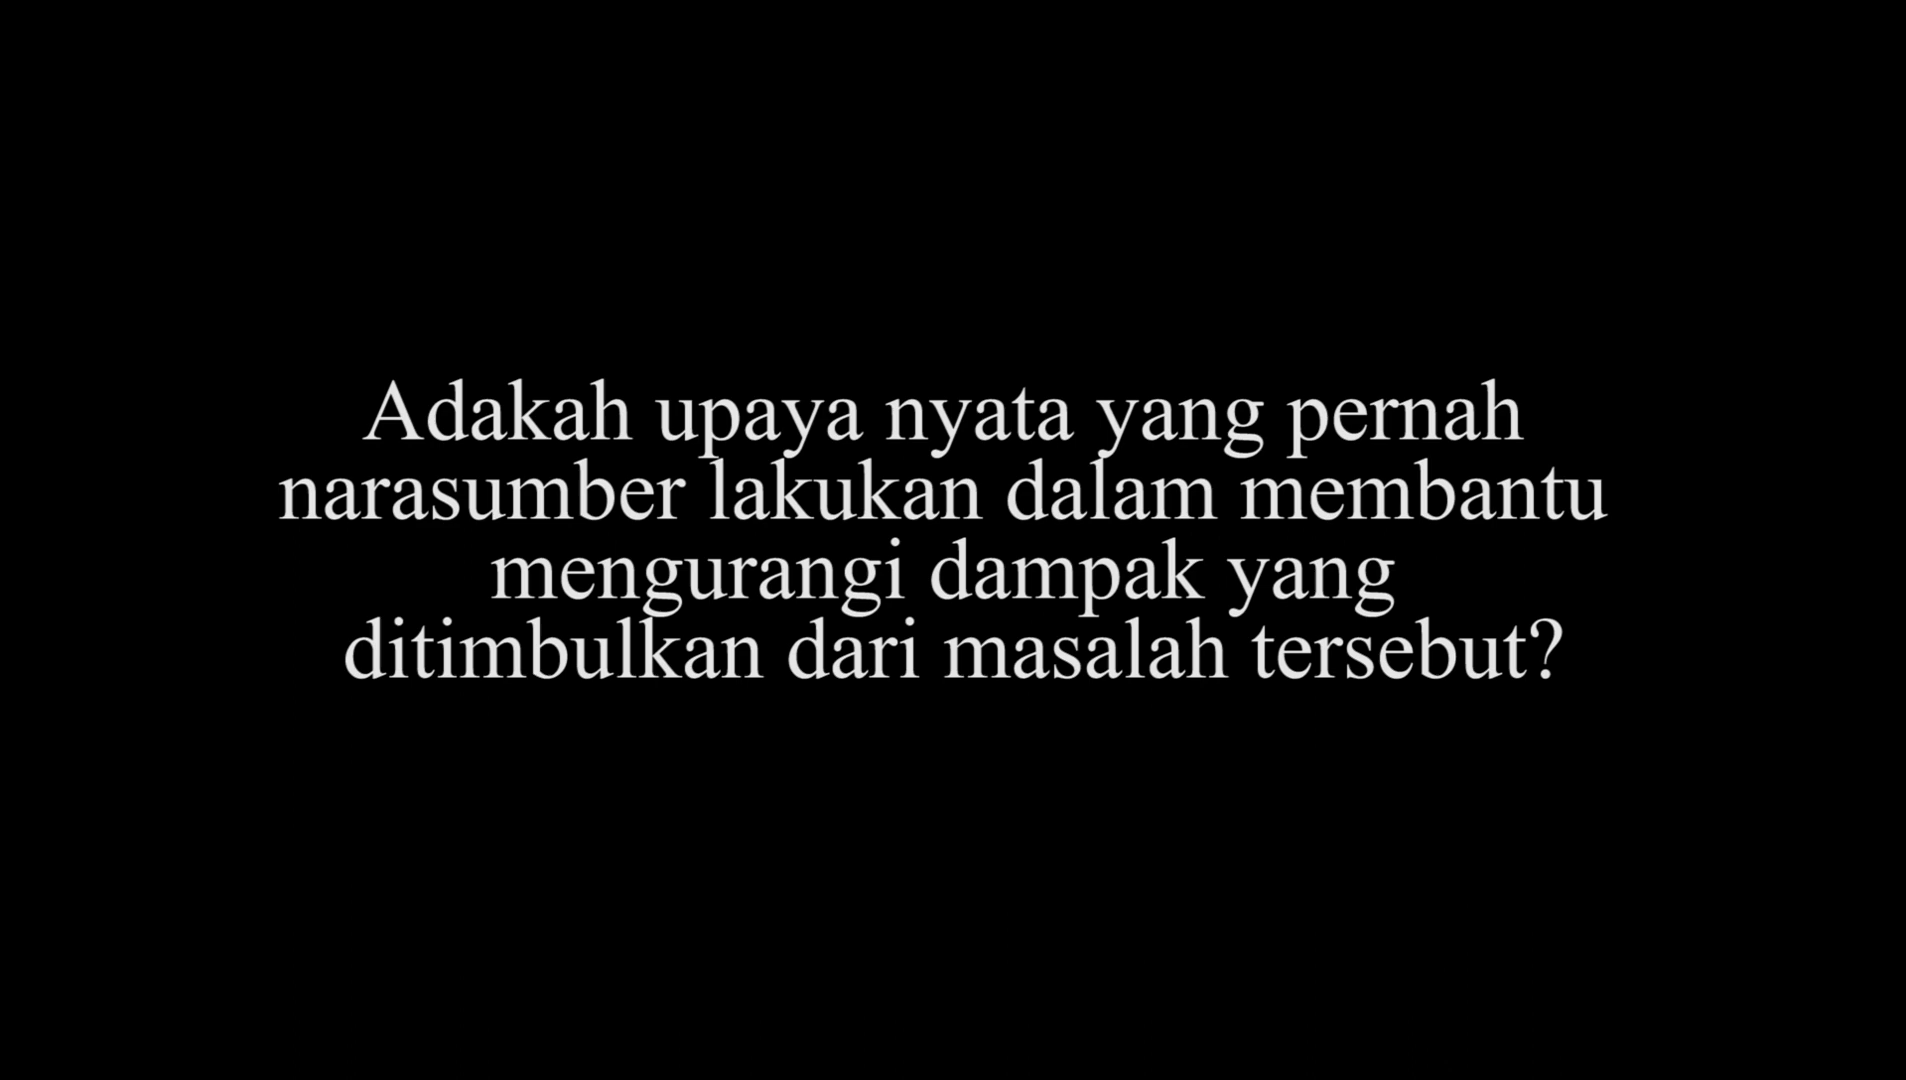 Adakah upaya nyata yang pernah
narasumber lakukan dalam membantu
mengurangi dampak yang
ditimbulkan dari masalah tersebut?